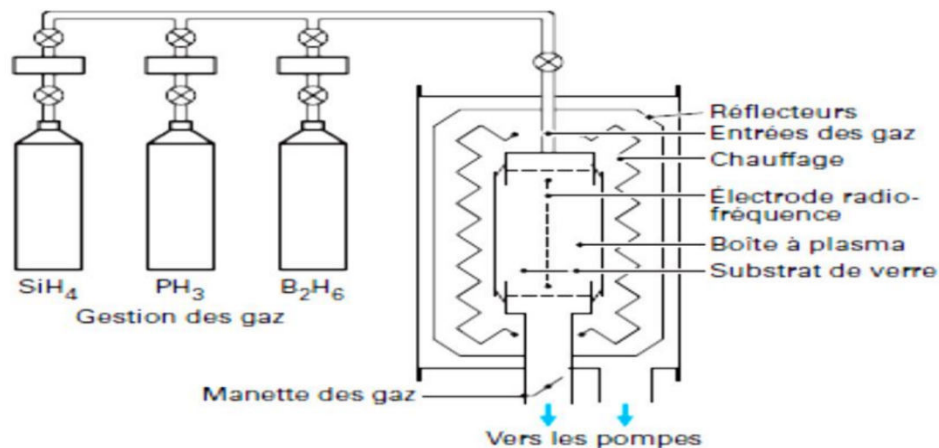 SiH4
PH3
B2H6
Gestion des gaz
Réflecteurs
Entrées des gaz
Chauffage
Électrode radio-
fréquence
Boîte à plasma
Substrat de verre
Manette des gaz
Vers les pompes